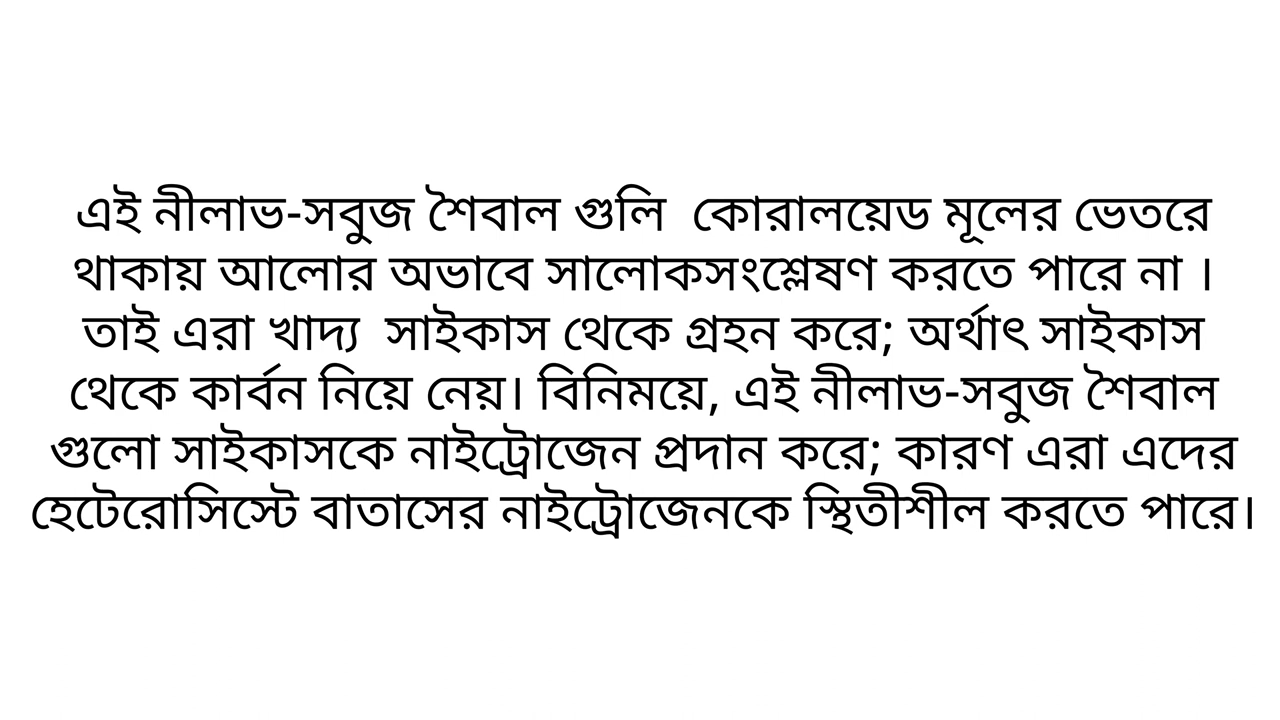 এই নীলাভ-সবুজ শৈবাল গুলি  কোরালয়েড মূলের ভেতরে
থাকায় আলোর অভাবে সালোকসংশ্লেষণ করতে পারে না ।
তাই এরা খাদ্য  সাইকাস থেকে গ্রহন করে; অর্থাৎ সাইকাস
থেকে কার্বন নিয়ে নেয়। বিনিময়ে, এই নীলাভ-সবুজ শৈবাল
গুলো সাইকাসকে নাইট্রোজেন প্রদান করে; কারণ এরা এদের
হেটেরোসিস্টে বাতাসের নাইট্রোজেনকে স্থিতীশীল করতে পারে।